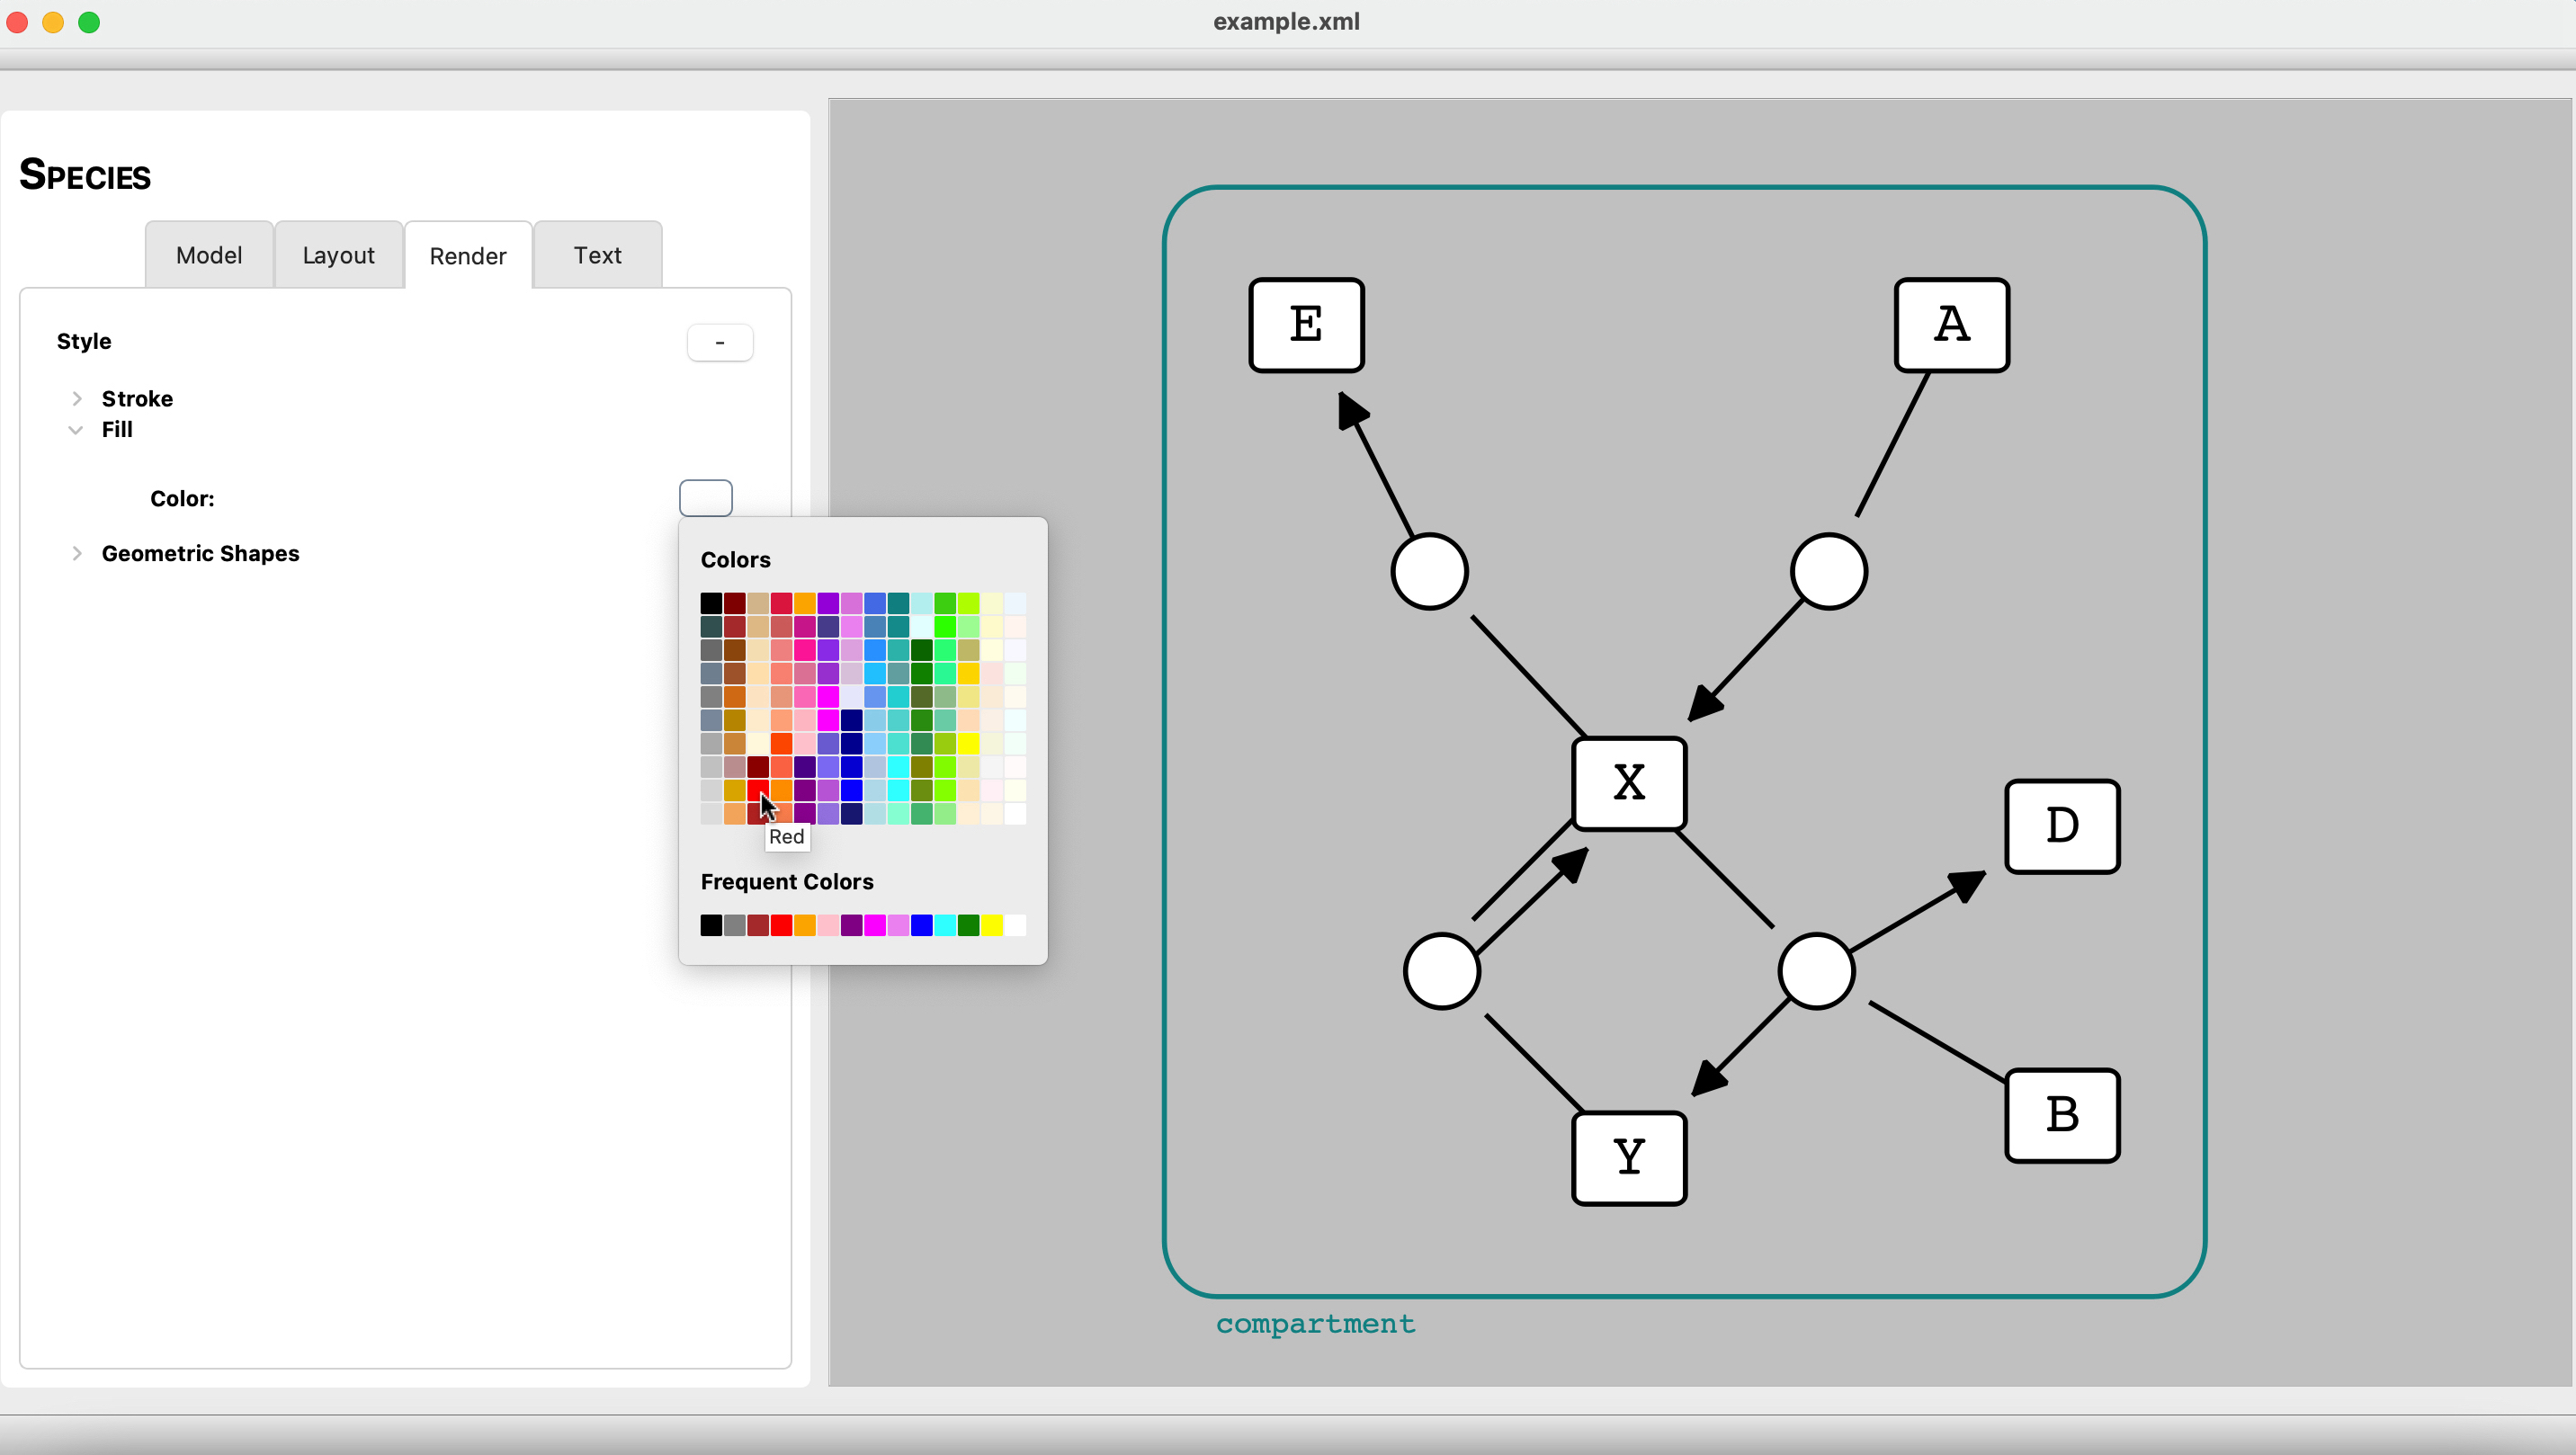 example.xml
Species
Model Layout Render Text
Style -
Stroke
Fill
Color:
Geometric Shapes
Colors
Red
Frequent Colors
E
A
X
D
B
Y
compartment